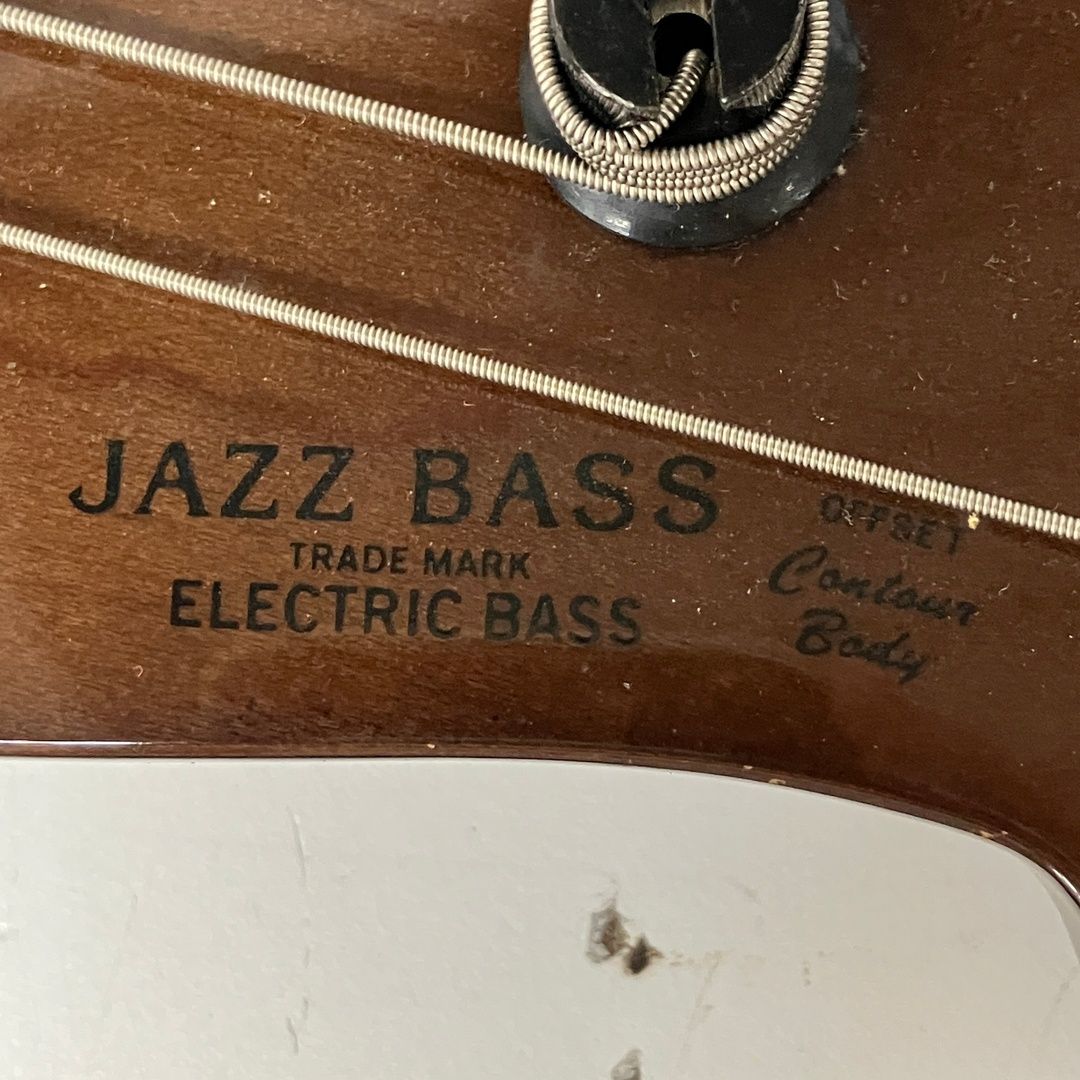 JAZZ BASS
TRADE MARK
ELECTRIC BASS
OFFSET
Contour
Body